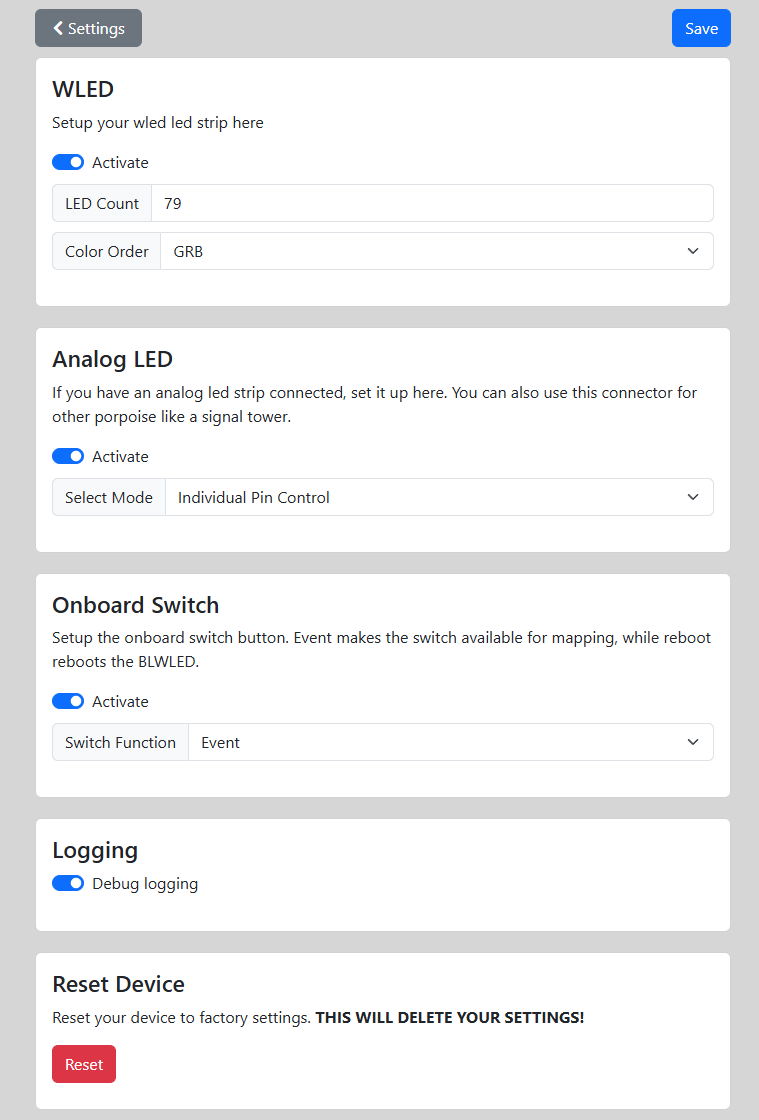 Settings
Save
WLED
Setup your wled led strip here
Activate
LED Count 79
Color Order GRB
Analog LED
If you have an analog led strip connected, set it up here. You can also use this connector for
other porpoise like a signal tower.
Activate
Select Mode Individual Pin Control
Onboard Switch
Setup the onboard switch button. Event makes the switch available for mapping, while reboot
reboots the BLWLED.
Activate
Switch Function Event
Logging
Debug logging
Reset Device
Reset your device to factory settings. THIS WILL DELETE YOUR SETTINGS!
Reset